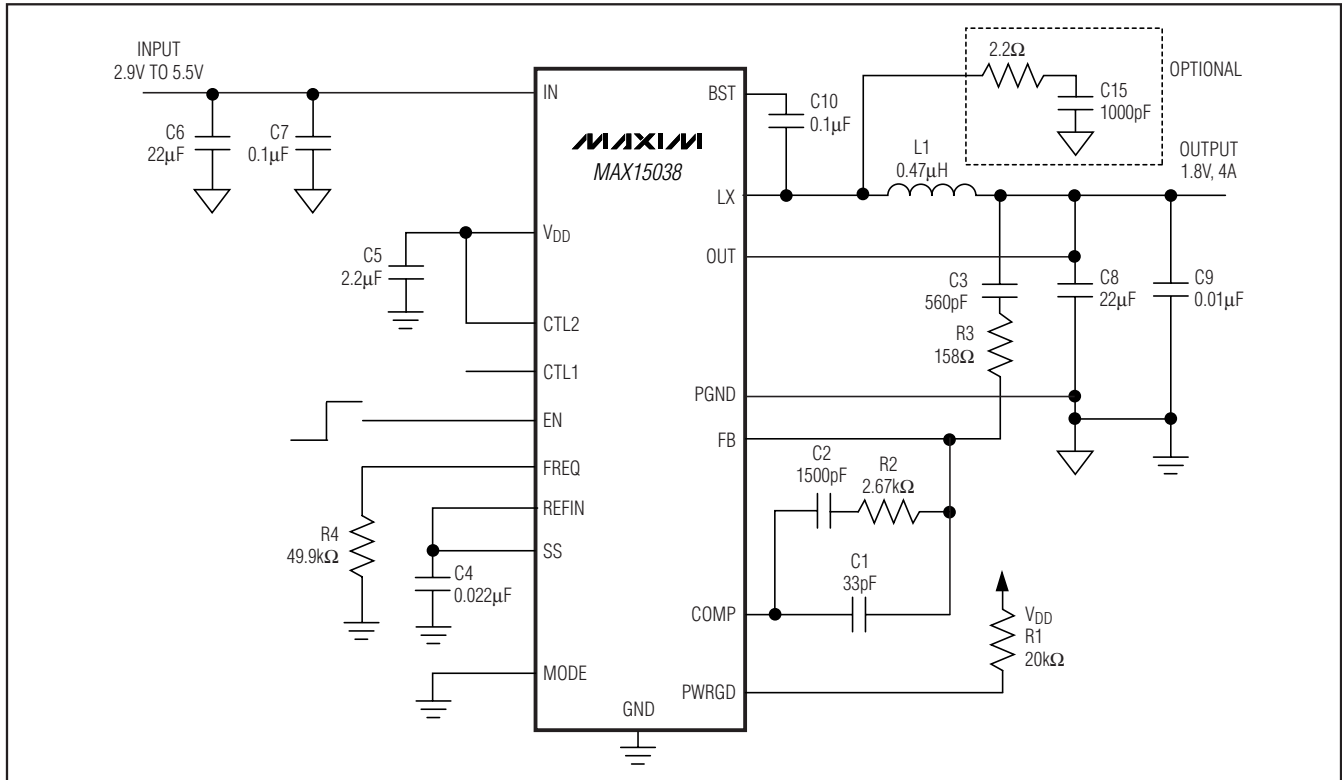 INPUT
2.9V TO 5.5V
C6
22µF
C7
0.1µF
IN
MAXIM
MAX15038
BST
C10
0.1µF
2.2Ω
C15
1000pF
OPTIONAL
L1
0.47µH
OUTPUT
1.8V, 4A
LX
VDD
C5
2.2µF
OUT
C3
560pF
C8
22µF
C9
0.01µF
CTL2
R3
158Ω
CTL1
PGND
EN
FB
FREQ
C2
1500pF
R2
2.67kΩ
REFIN
R4
49.9kΩ
SS
C4
0.022µF
C1
33pF
COMP
VDD
R1
20kΩ
MODE
PWRGD
GND